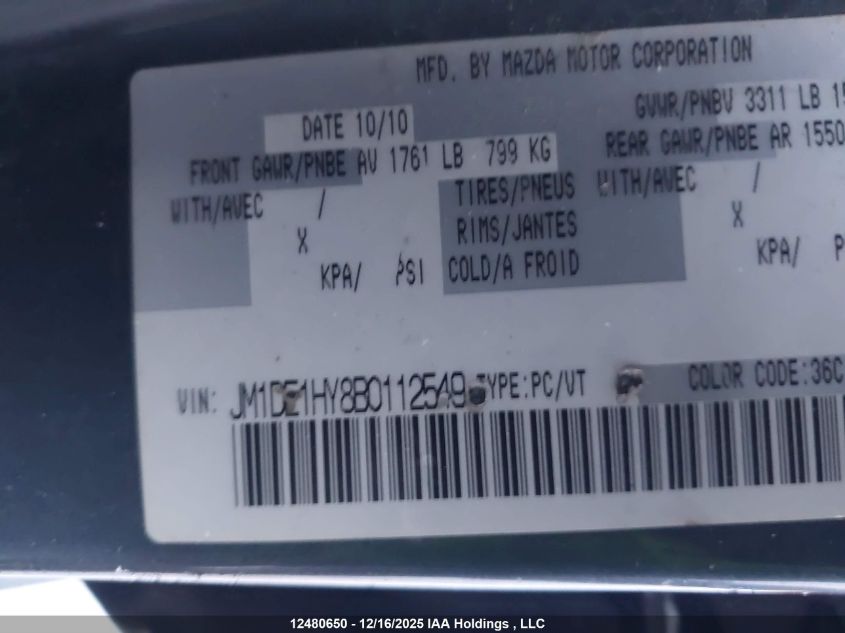 MFD. BY MAZDA MOTOR CORPORATION
DATE 10/10 GVWR/PNBV 3311 LB
FRONT GAWR/PNBE AV 1761 LB 799 KG REAR GAWR/PNBE AR 1550
WITH/AVEC / TIRES/PNEUS WITH/AVEC /
X RIMS/JANTES X
KPA/ PSI COLD/A FROID KPA/ P
VIN: JM1DE1HY8B0112549 TYPE:PC/VT COLOR CODE:36C
12480650 - 12/16/2025 IAA Holdings , LLC